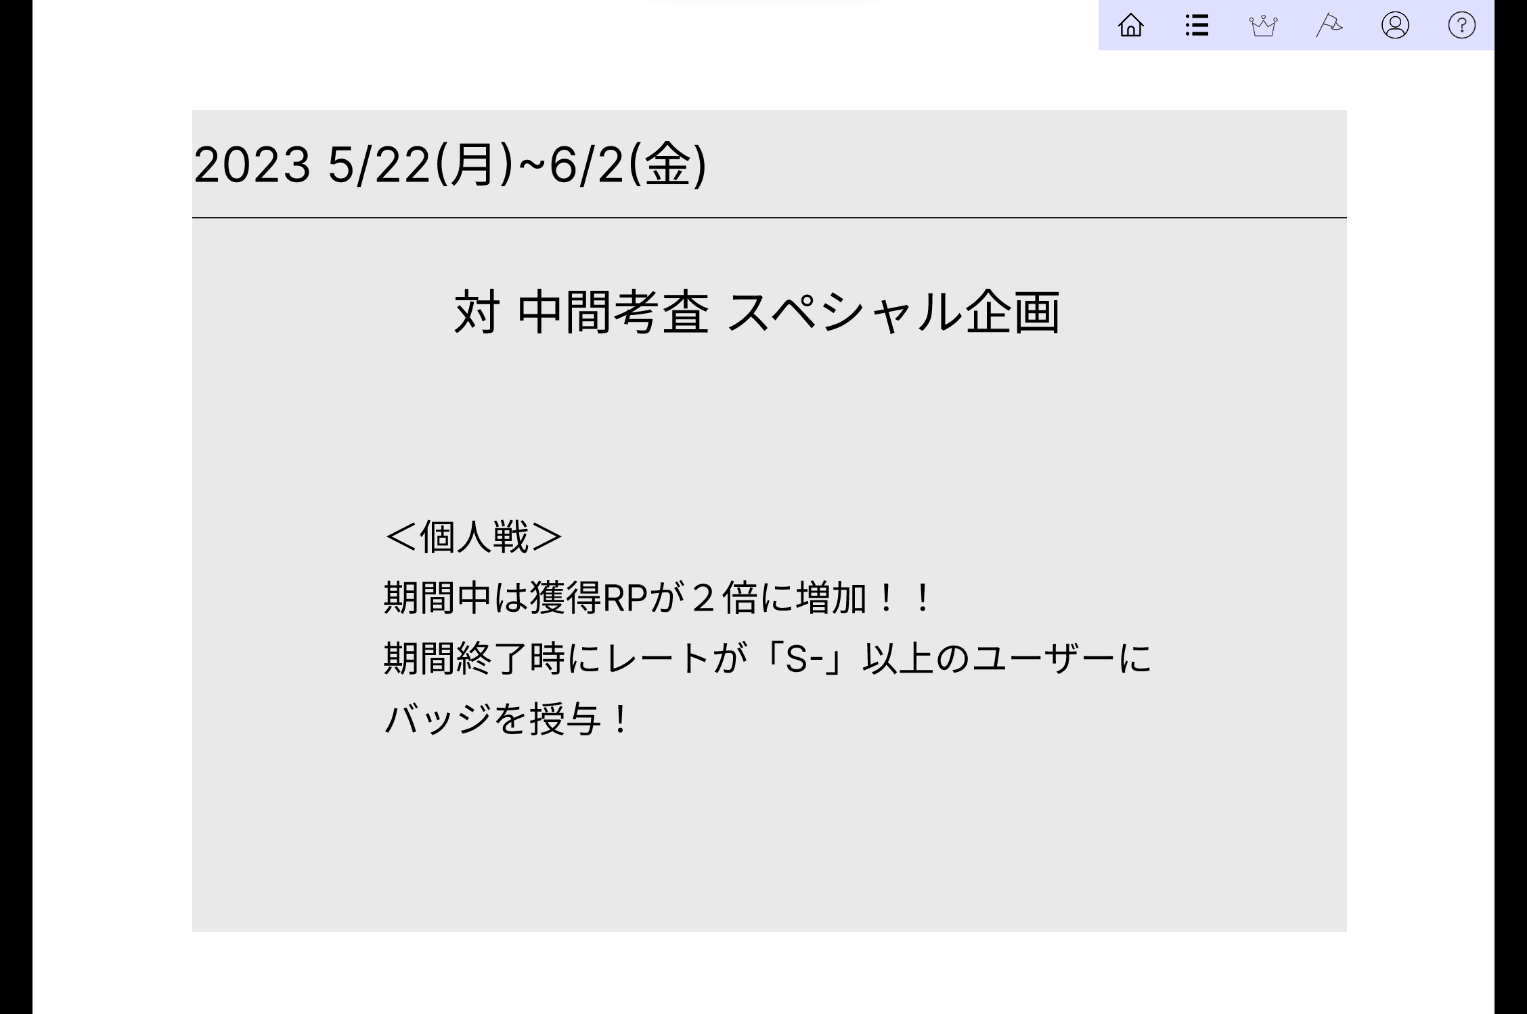 2023 5/22(月)~6/2(金)
対 中間考査 スペシャル企画
＜個人戦＞
期間中は獲得RPが２倍に増加！！
期間終了時にレートが「S-」以上のユーザーに
バッジを授与！